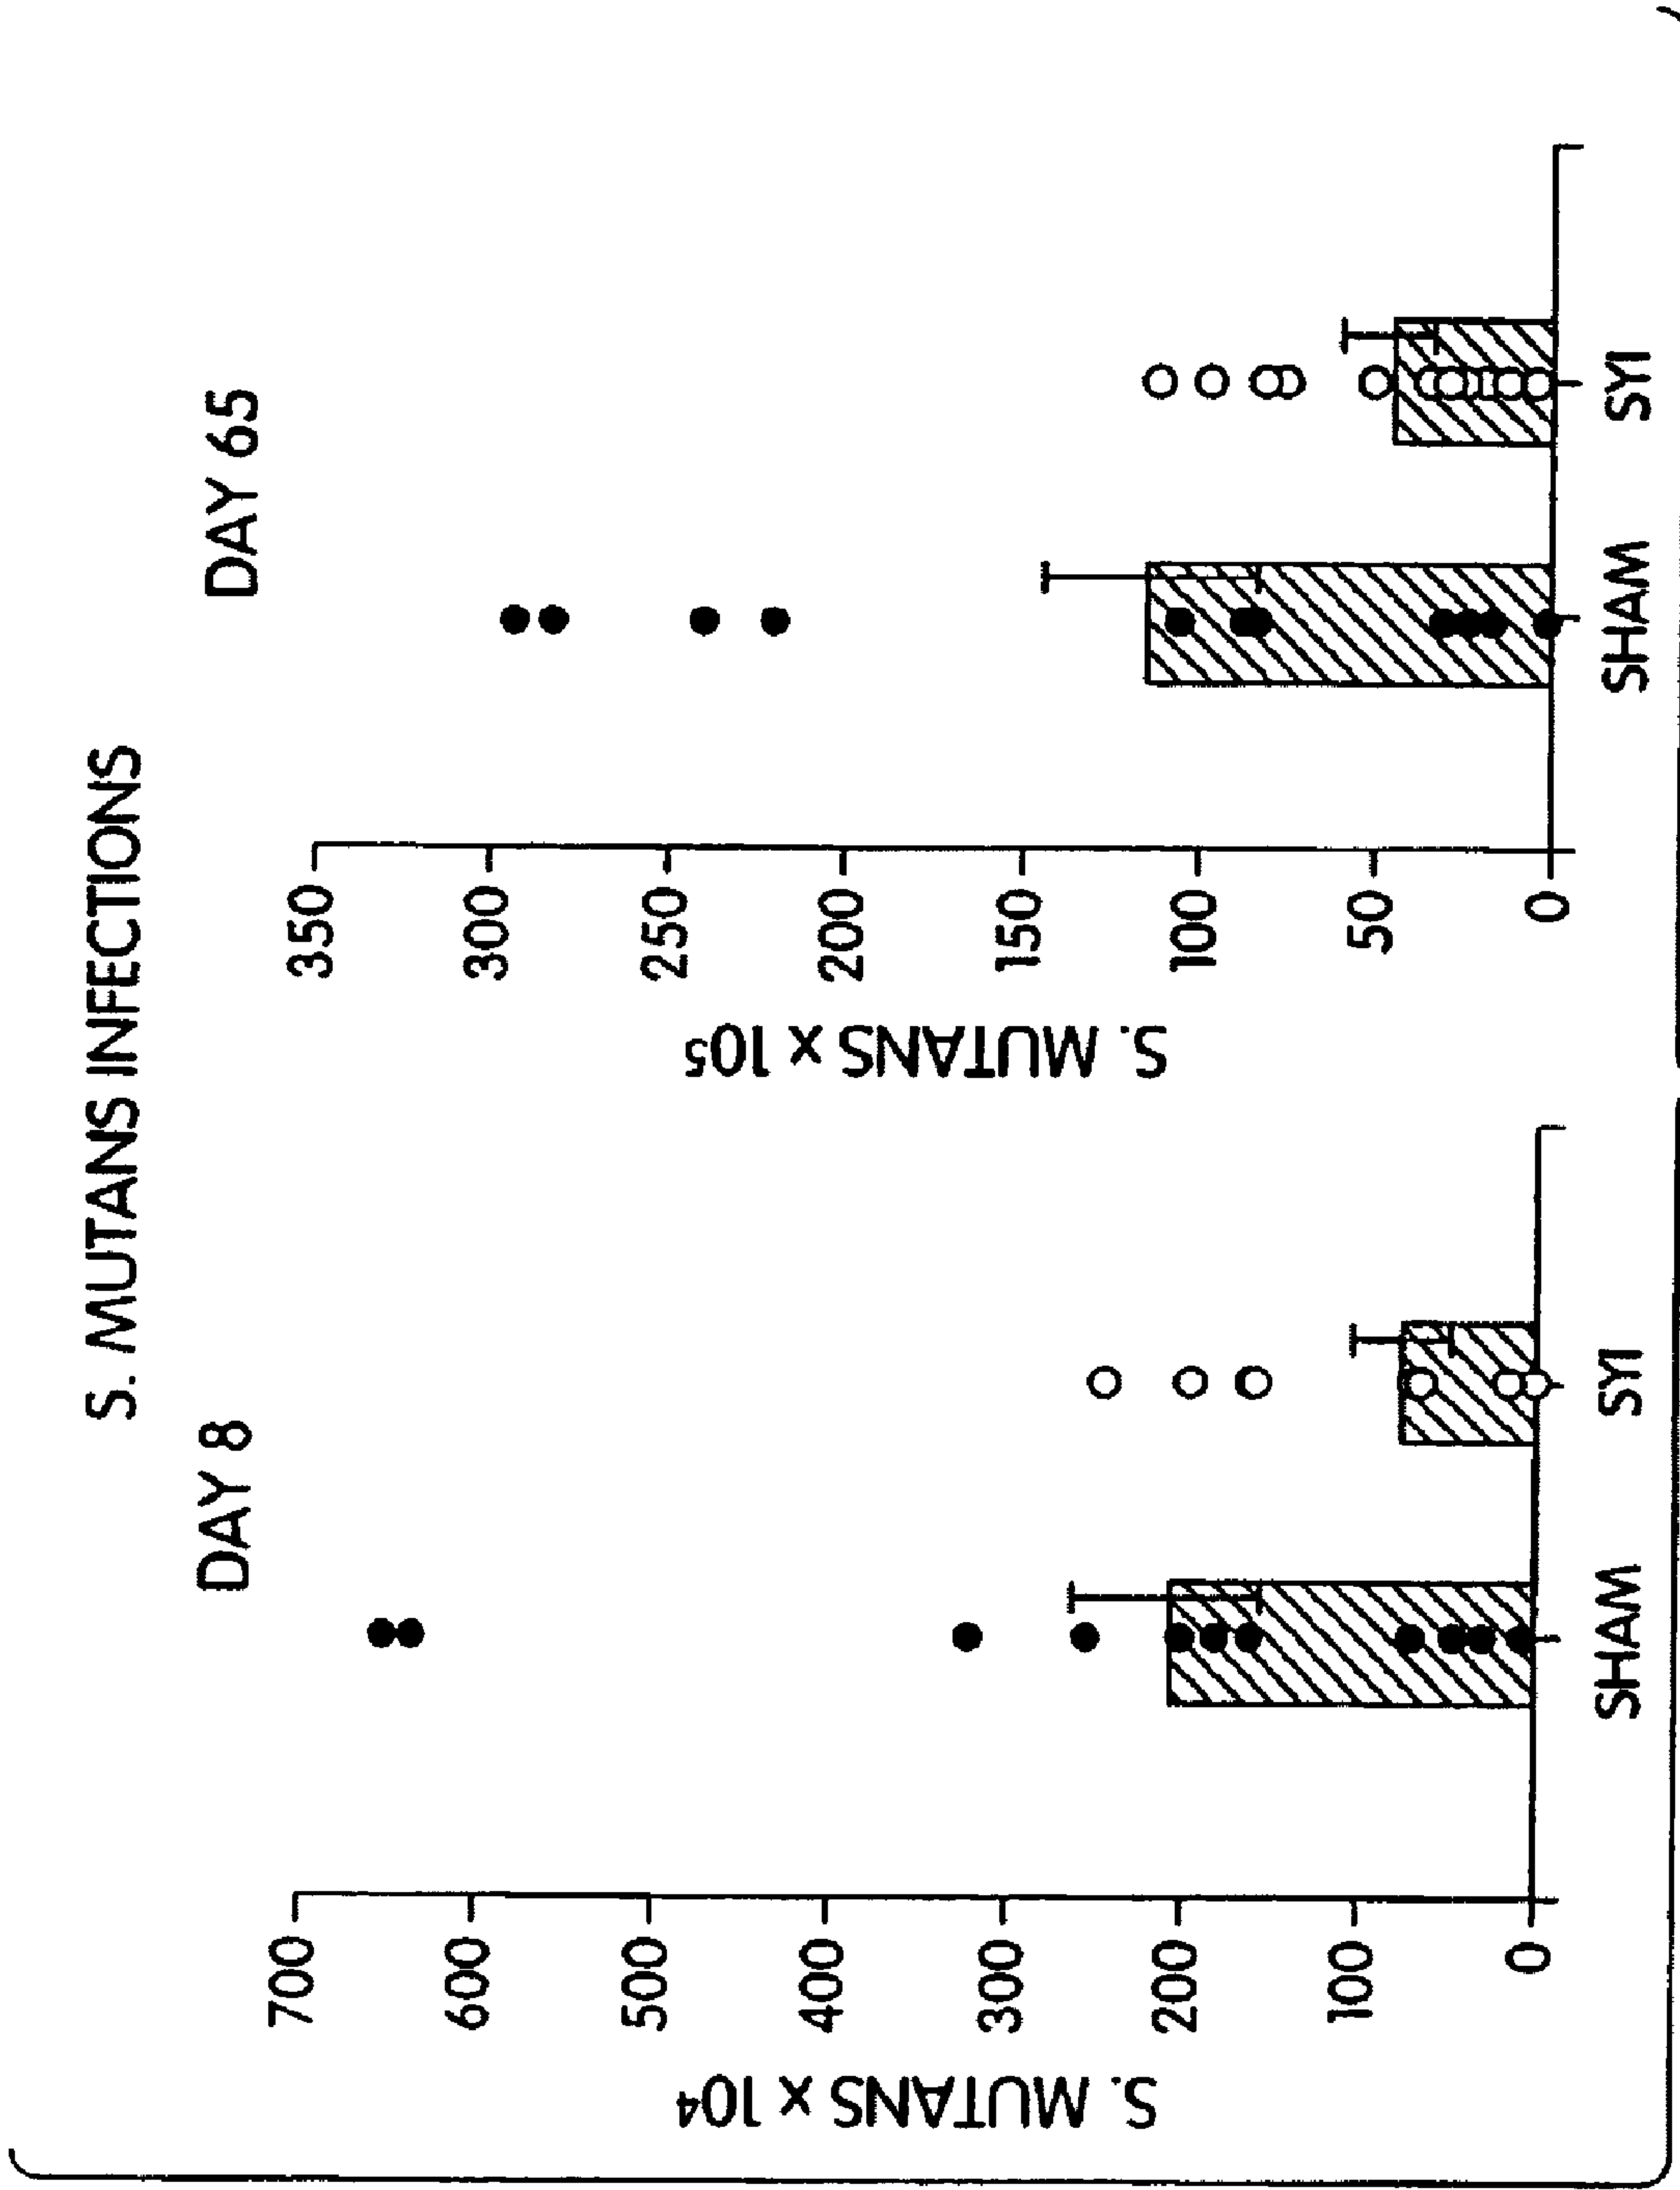 S. MUTANS INFECTIONS
DAY 8
S. MUTANS x 10⁴
700
600
500
400
300
200
100
0
SHAM
SYI
DAY 65
S. MUTANS x 10⁵
350
300
250
200
150
100
50
0
SHAM
SYI